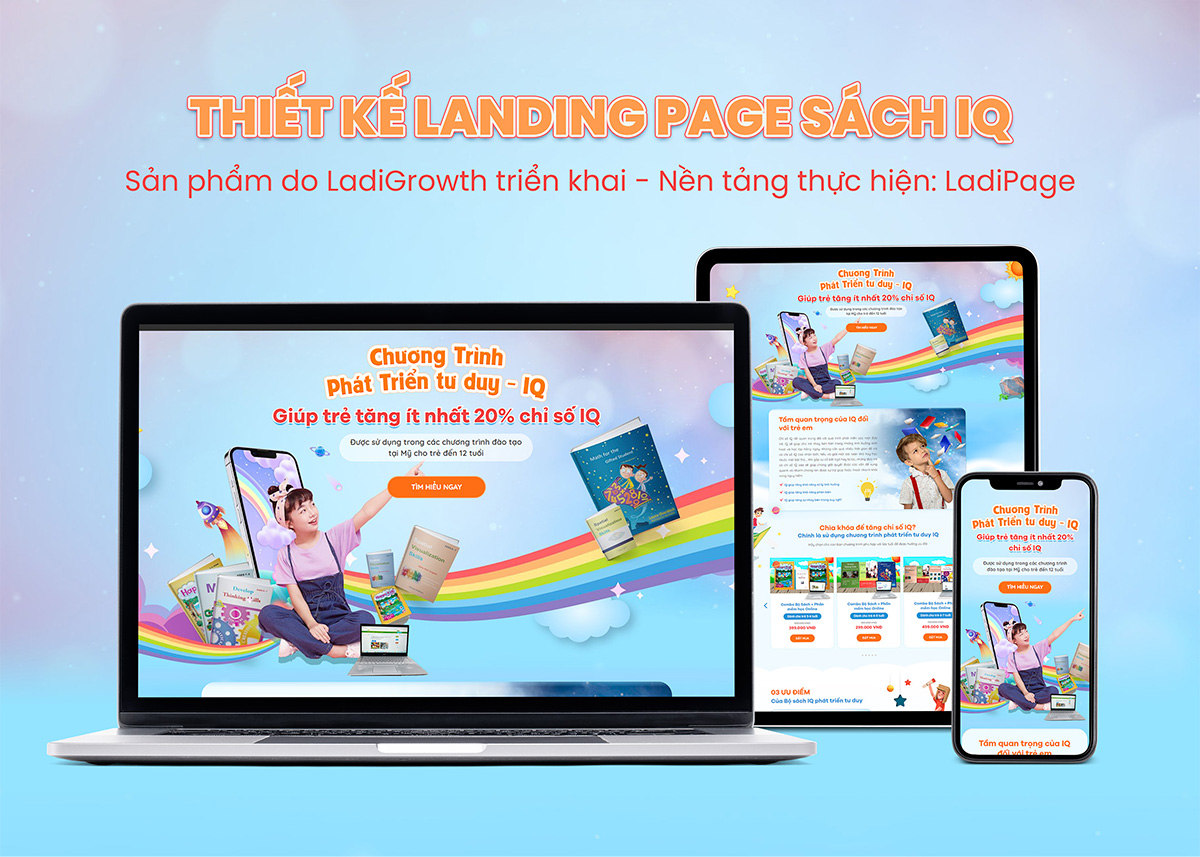 THIẾT KẾ LANDING PAGE SÁCH IQ
Sản phẩm do LadiGrowth triển khai - Nền tảng thực hiện: LadiPage
Chương Trình
Phát Triển tư duy - IQ
Giúp trẻ tăng ít nhất 20% chỉ số IQ
Được sử dụng trong các chương trình đào tạo
tại Mỹ cho trẻ đến 12 tuổi
TÌM HIỂU NGAY
Math for the
Gifted Student
Develop
Thinking Skills
Visualization
Skills
Chương Trình
Phát Triển tư duy - IQ
Giúp trẻ tăng ít nhất 20% chỉ số IQ
Được sử dụng trong các chương trình đào tạo
tại Mỹ cho trẻ đến 12 tuổi
TÌM HIỂU NGAY
Tầm quan trọng của IQ đối
với trẻ em
Chìa khóa để tăng chỉ số IQ?
Chính là sử dụng chương trình phát triển tư duy IQ
Combo Bộ Sách + Phần
mềm học Online
Combo Bộ Sách + Phần
mềm học Online
Combo Bộ Sách + Phần
mềm học Online
ĐẶT MUA
ĐẶT MUA
ĐẶT MUA
03 ƯU ĐIỂM
Của Bộ sách IQ phát triển tư duy
Chương Trình
Phát Triển tư duy - IQ
Giúp trẻ tăng ít nhất 20%
chỉ số IQ
Được sử dụng trong các chương trình
đào tạo tại Mỹ cho trẻ đến 12 tuổi
TÌM HIỂU NGAY
Tầm quan trọng của IQ
đối với trẻ em